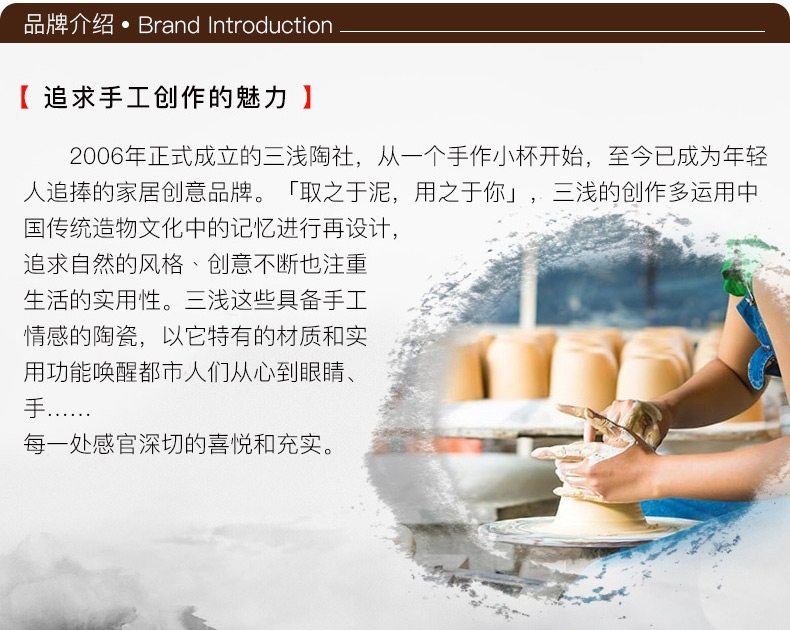 品牌介绍 • Brand Introduction
【 追求手工创作的魅力 】
2006年正式成立的三浅陶社，从一个手作小杯开始，至今已成为年轻
人追捧的家居创意品牌。「取之于泥，用之于你」，三浅的创作多运用中
国传统造物文化中的记忆进行再设计，
追求自然的风格、创意不断也注重
生活的实用性。三浅这些具备手工
情感的陶瓷，以它特有的材质和实
用功能唤醒都市人们从心到眼睛、
手……
每一处感官深切的喜悦和充实。